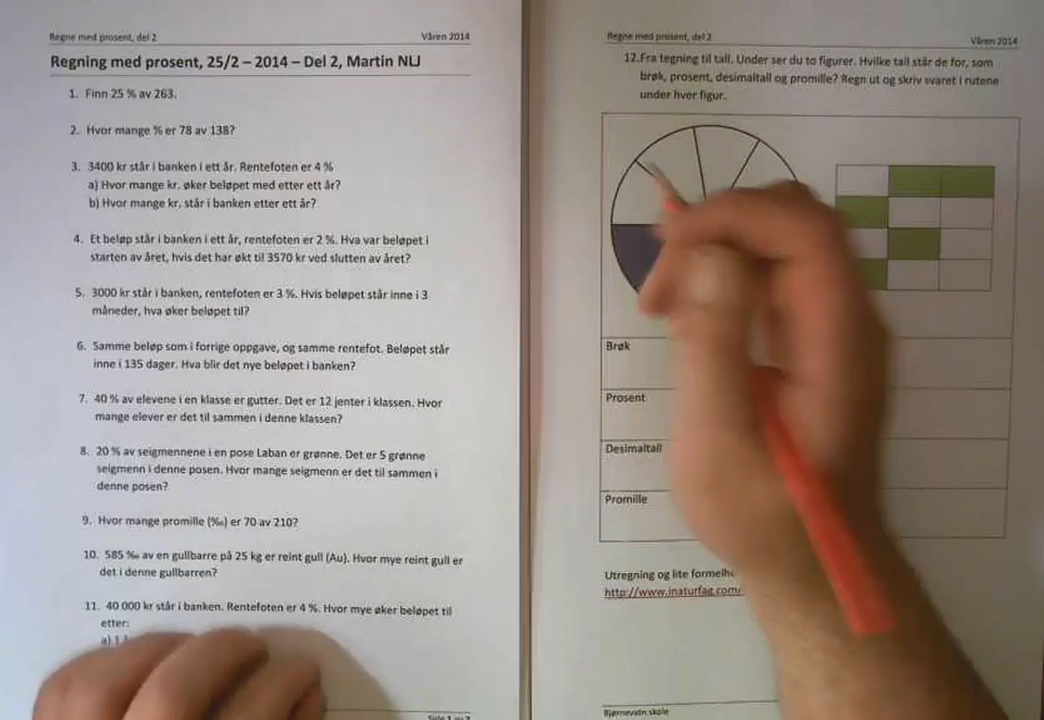 Regne med prosent, del 2 Våren 2014
Regning med prosent, 25/2 – 2014 – Del 2, Martin NLJ
1. Finn 25 % av 263.
2. Hvor mange % er 78 av 138?
3. 3400 kr står i banken i ett år. Rentefoten er 4 %
a) Hvor mange kr. øker beløpet med etter ett år?
b) Hvor mange kr. står i banken etter ett år?
4. Et beløp står i banken i ett år, rentefoten er 2 %. Hva var beløpet i
starten av året, hvis det har økt til 3570 kr ved slutten av året?
5. 3000 kr står i banken, rentefoten er 3 %. Hvis beløpet står inne i 3
måneder, hva øker beløpet til?
6. Samme beløp som i forrige oppgave, og samme rentefot. Beløpet står
inne i 135 dager. Hva blir det nye beløpet i banken?
7. 40 % av elevene i en klasse er gutter. Det er 12 jenter i klassen. Hvor
mange elever er det til sammen i denne klassen?
8. 20 % av seigmennene i en pose Laban er grønne. Det er 5 grønne
seigmenn i denne posen. Hvor mange seigmenn er det til sammen i
denne posen?
9. Hvor mange promille (‰) er 70 av 210?
10. 585 ‰ av en gullbarre på 25 kg er reint gull (Au). Hvor mye reint gull er
det i denne gullbarren?
11. 40 000 kr står i banken. Rentefoten er 4 %. Hvor mye øker beløpet til
etter:
a) 1
Regne med prosent, del 2 Våren 2014
12.Fra tegning til tall. Under ser du to figurer. Hvilke tall står de for, som
brøk, prosent, desimaltall og promille? Regn ut og skriv svaret i rutene
under hver figur.
Brøk
Prosent
Desimaltall
Promille
Utregning og lite
http://www.inaturfag.com/
Bjørnevatn skole